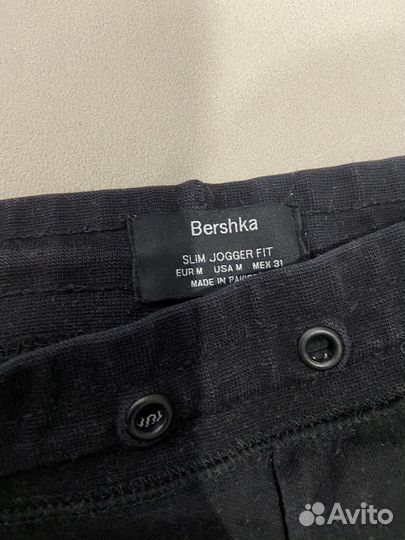 Bershka
SLIM JOGGER FIT
EUR M USA M MEX 31
MADE IN
Avito